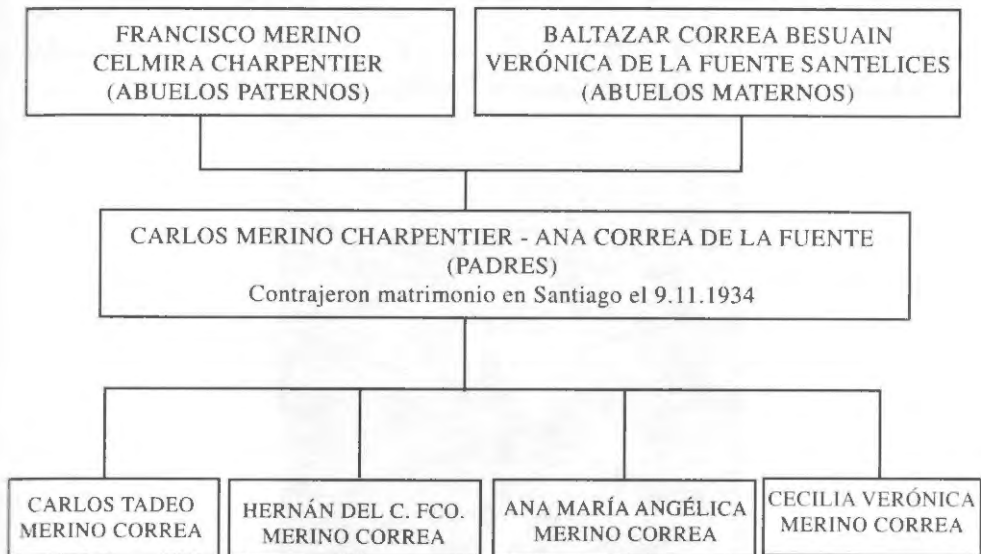 FRANCISCO MERINO
CELMIRA CHARPENTIER
(ABUELOS PATERNOS)
BALTAZAR CORREA BESUAIN
VERÓNICA DE LA FUENTE SANTELICES
(ABUELOS MATERNOS)
CARLOS MERINO CHARPENTIER - ANA CORREA DE LA FUENTE
(PADRES)
Contrajeron matrimonio en Santiago el 9.11.1934
CARLOS TADEO
MERINO CORREA
HERNÁN DEL C. FCO.
MERINO CORREA
ANA MARÍA ANGÉLICA
MERINO CORREA
CECILIA VERÓNICA
MERINO CORREA